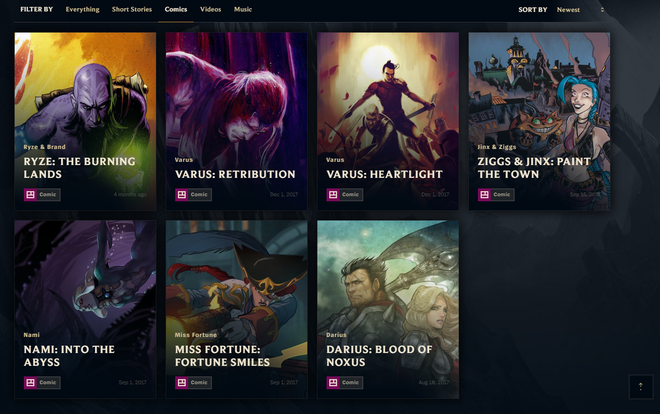 FILTER BY Everything Short Stories Comics Videos Music SORT BY Newest
Ryze & Brand
RYZE: THE BURNING
LANDS
Comic 4 months ago
Varus
VARUS: RETRIBUTION
Comic Dec 1, 2017
Varus
VARUS: HEARTLIGHT
Comic Dec 1, 2017
Jinx & Ziggs
ZIGGS & JINX: PAINT
THE TOWN
Comic
Nami
NAMI: INTO THE
ABYSS
Comic Sep 1, 2017
Miss Fortune
MISS FORTUNE:
FORTUNE SMILES
Comic Sep 1, 2017
Darius
DARIUS: BLOOD OF
NOXUS
Comic Aug 18, 2017